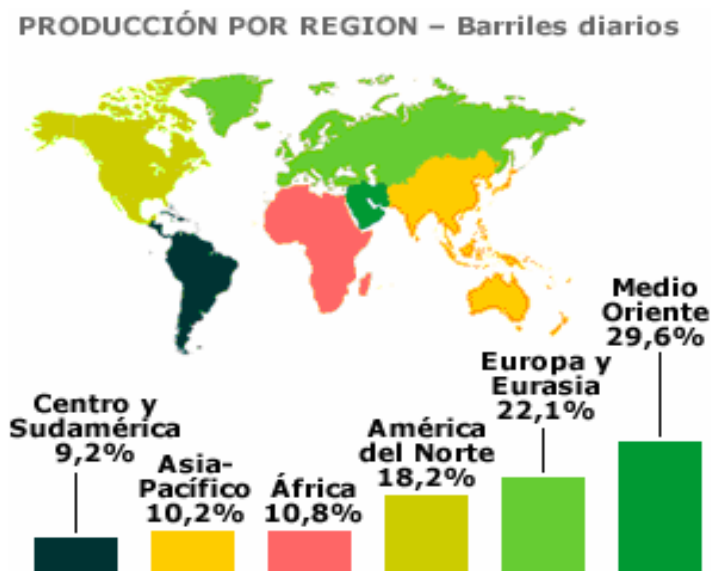 PRODUCCIÓN POR REGION – Barriles diarios
Centro y
Sudamérica
9,2%
Asia-
Pacífico
10,2%
África
10,8%
América
del Norte
18,2%
Europa y
Eurasia
22,1%
Medio
Oriente
29,6%